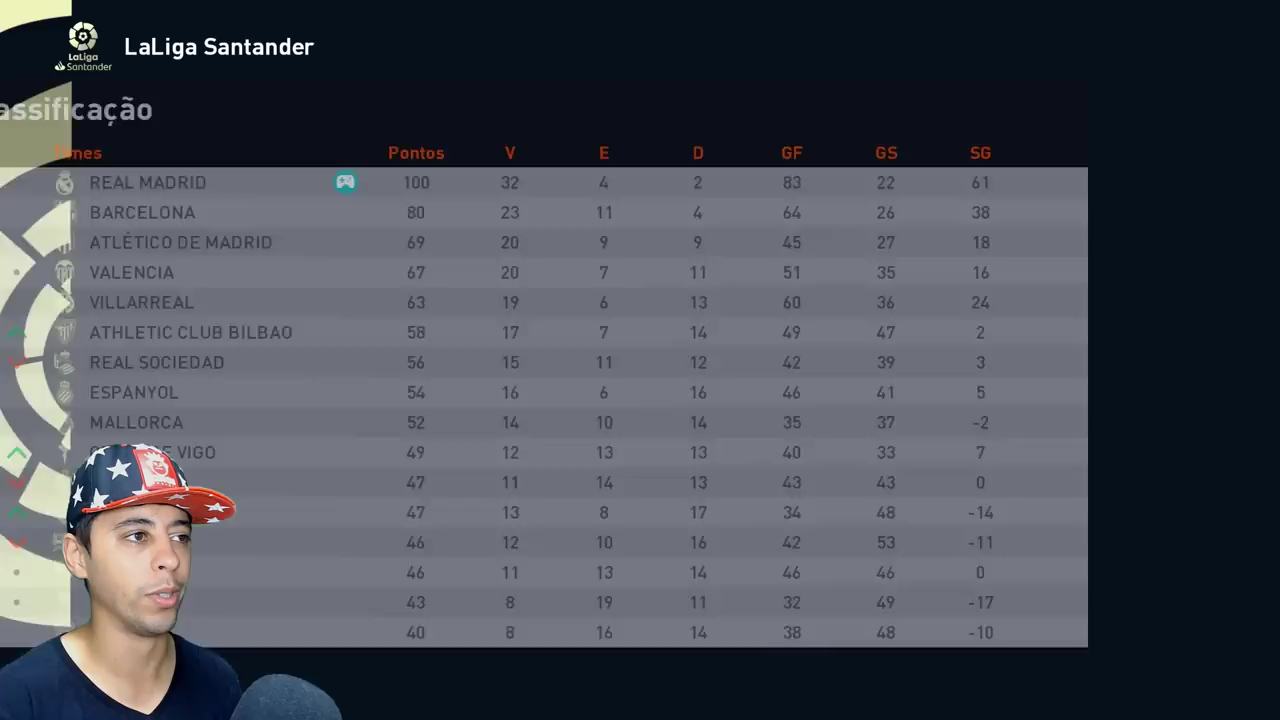 LaLiga Santander
LaLiga
Santander
assificação
Times Pontos V E D GF GS SG
REAL MADRID 100 32 4 2 83 22 61
BARCELONA 80 23 11 4 64 26 38
ATLÉTICO DE MADRID 69 20 9 9 45 27 18
VALENCIA 67 20 7 11 51 35 16
VILLARREAL 63 19 6 13 60 36 24
ATHLETIC CLUB BILBAO 58 17 7 14 49 47 2
REAL SOCIEDAD 56 15 11 12 42 39 3
ESPANYOL 54 16 6 16 46 41 5
MALLORCA 52 14 10 14 35 37 -2
VIGO 49 12 13 13 40 33 7
47 11 14 13 43 43 0
47 13 8 17 34 48 -14
46 12 10 16 42 53 -11
46 11 13 14 46 46 0
43 8 19 11 32 49 -17
40 8 16 14 38 48 -10